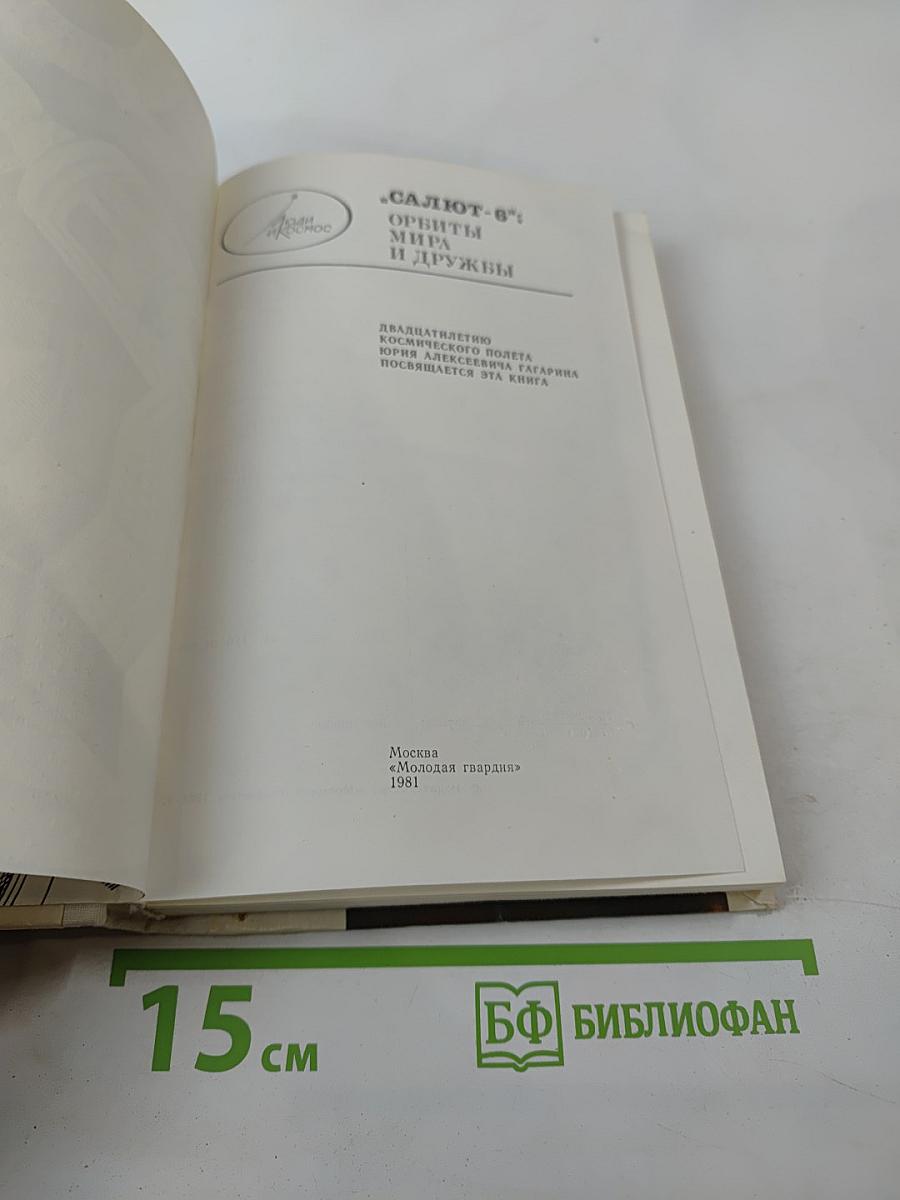 ЛЮДИ
И КОСМОС
„САЛЮТ-6“:
ОРБИТЫ
МИРА
И ДРУЖБЫ
ДВАДЦАТИЛЕТИЮ
КОСМИЧЕСКОГО ПОЛЕТА
ЮРИЯ АЛЕКСЕЕВИЧА ГАГАРИНА
ПОСВЯЩАЕТСЯ ЭТА КНИГА
Москва
«Молодая гвардия»
1981
15 см
БФ БИБЛИОФАН